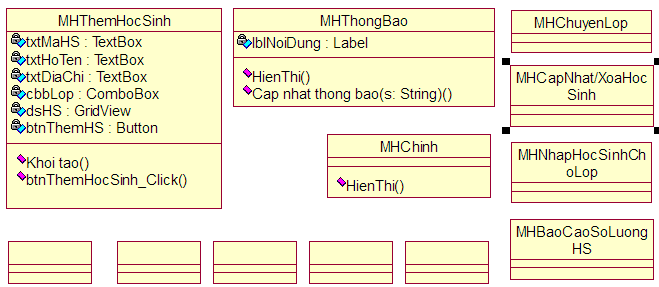 MHThemHocSinh
txtMaHS : TextBox
txtHoTen : TextBox
txtDiaChi : TextBox
cbbLop : ComboBox
dsHS : GridView
btnThemHS : Button
Khoi tao()
btnThemHocSinh_Click()
MHThongBao
lblNoiDung : Label
HienThi()
Cap nhat thong bao(s: String)()
MHChinh
HienThi()
MHChuyenLop
MHCapNhat/XoaHoc
Sinh
MHNhapHocSinhCh
oLop
MHBaoCaoSoLuong
HS